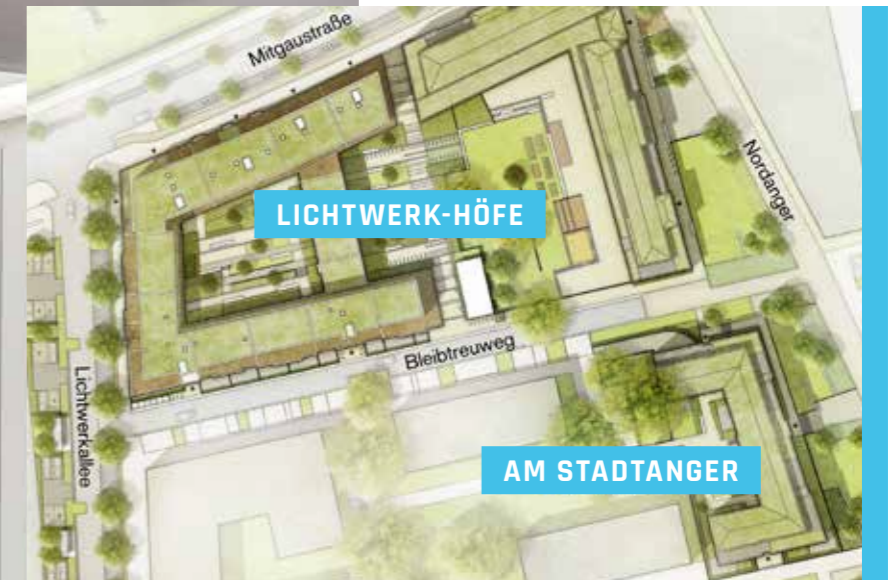 Mitgaustraße
Nordanger
LICHTWERK-HÖFE
Bleibtreuweg
Lichtwerkallee
AM STADTANGER